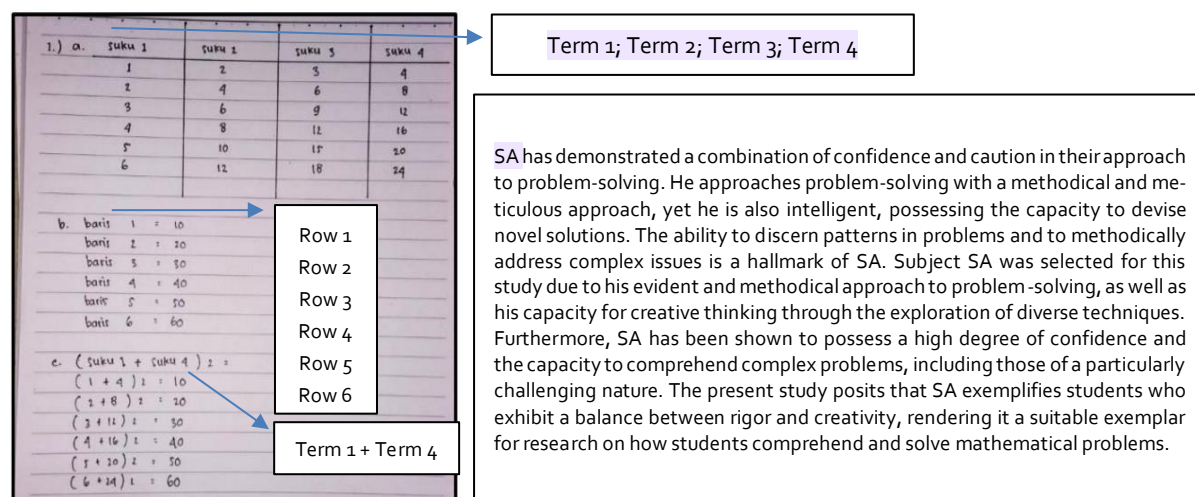 1.) a. suku 1 suku 2 suku 3 suku 4
1 2 3 4
2 4 6 8
3 6 9 12
4 8 12 16
5 10 15 20
6 12 18 24
b. baris 1 = 10
baris 2 = 20
baris 3 = 30
baris 4 = 40
baris 5 = 50
baris 6 = 60
c. (suku 1 + suku 4) 2 =
(1 + 4) 2 = 10
(2 + 8) 2 = 20
(3 + 12) 2 = 30
(4 + 16) 2 = 40
(5 + 20) 2 = 50
(6 + 24) 2 = 60
Row 1
Row 2
Row 3
Row 4
Row 5
Row 6
Term 1 + Term 4
Term 1; Term 2; Term 3; Term 4
SA has demonstrated a combination of confidence and caution in their approach
to problem-solving. He approaches problem-solving with a methodical and me-
ticulous approach, yet he is also intelligent, possessing the capacity to devise
novel solutions. The ability to discern patterns in problems and to methodically
address complex issues is a hallmark of SA. Subject SA was selected for this
study due to his evident and methodical approach to problem-solving, as well as
his capacity for creative thinking through the exploration of diverse techniques.
Furthermore, SA has been shown to possess a high degree of confidence and
the capacity to comprehend complex problems, including those of a particularly
challenging nature. The present study posits that SA exemplifies students who
exhibit a balance between rigor and creativity, rendering it a suitable exemplar
for research on how students comprehend and solve mathematical problems.